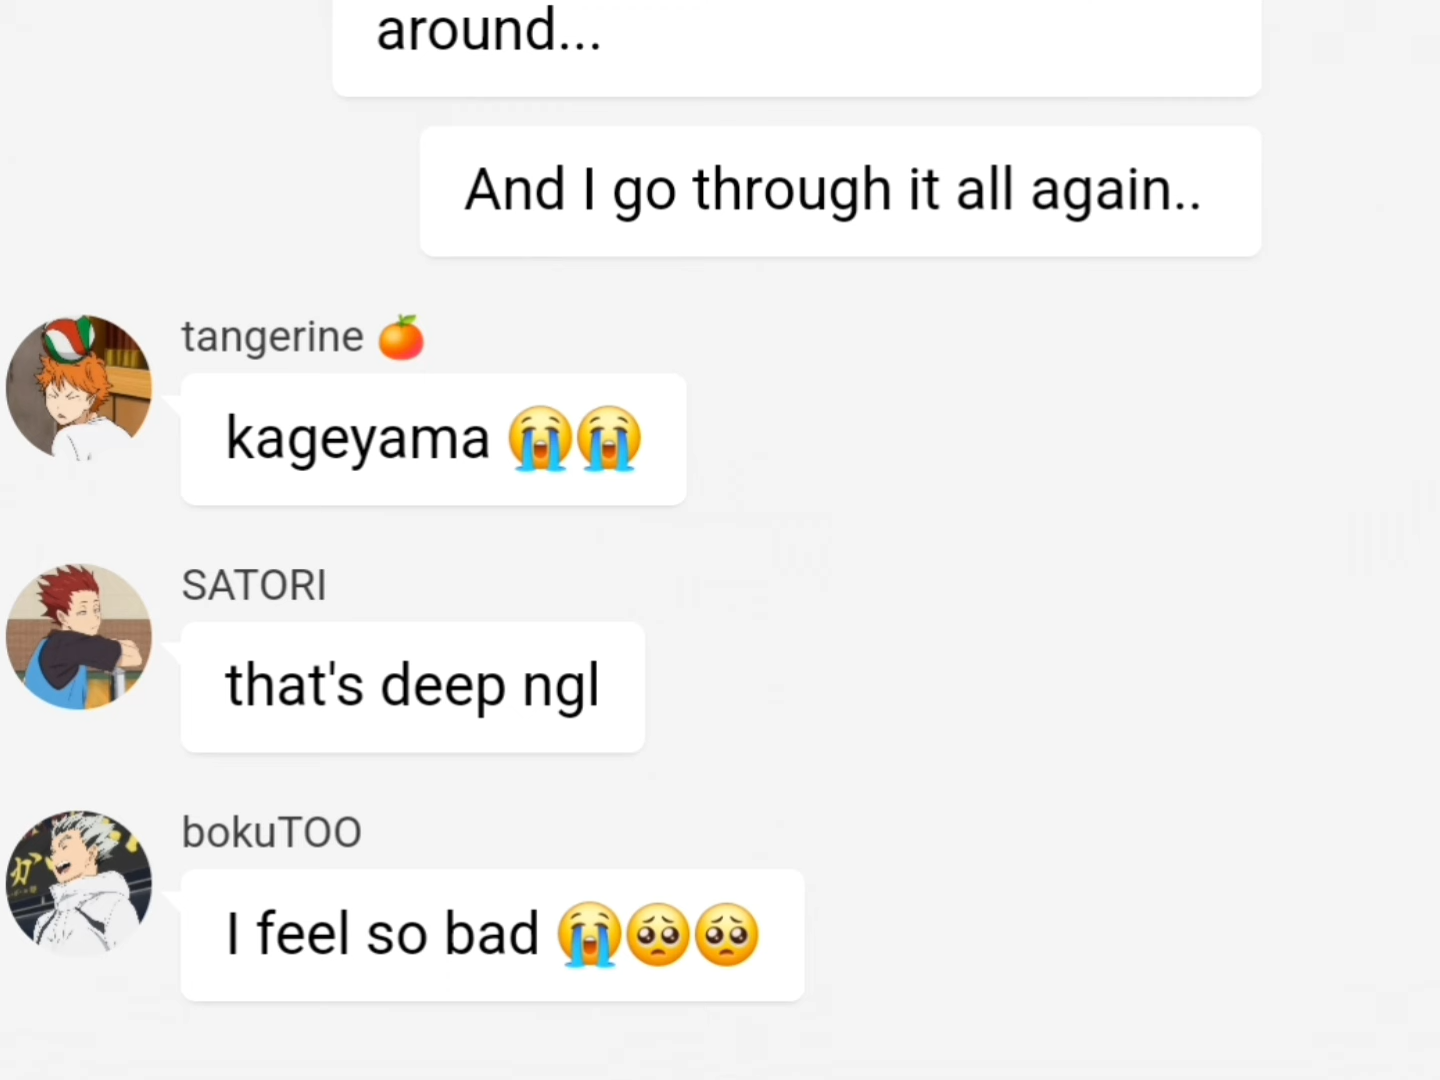 around...
And I go through it all again..
tangerine 🍊
kageyama 😭😭
SATORI
that's deep ngl
bokuTOO
I feel so bad 😭🥺🥺